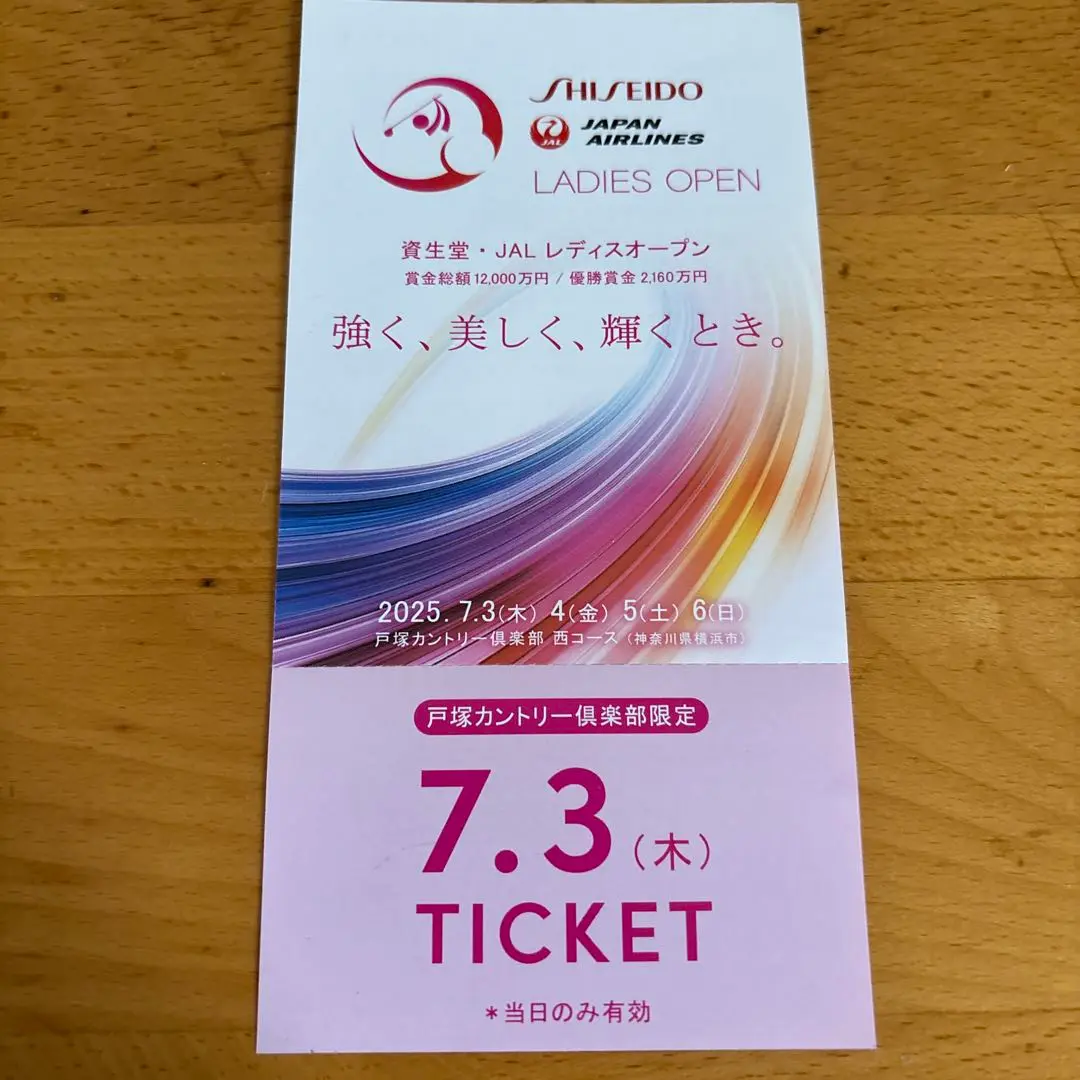 SHISEIDO
JAL JAPAN AIRLINES
LADIES OPEN
資生堂・JAL レディスオープン
賞金総額12,000万円 / 優勝賞金 2,160万円
強く、美しく、輝くとき。
2025. 7.3(木) 4(金) 5(土) 6(日)
戸塚カントリー倶楽部 西コース（神奈川県横浜市）
戸塚カントリー倶楽部限定
7.3（木）
TICKET
＊当日のみ有効